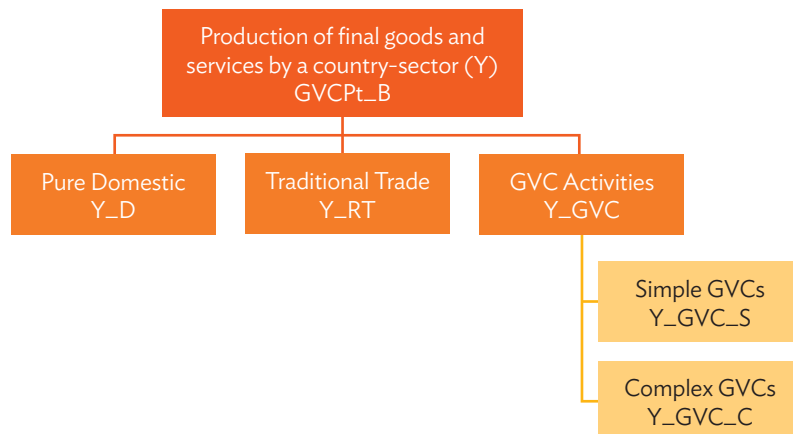 Production of final goods and
services by a country-sector (Y)
GVCPt_B
Pure Domestic
Y_D
Traditional Trade
Y_RT
GVC Activities
Y_GVC
Simple GVCs
Y_GVC_S
Complex GVCs
Y_GVC_C